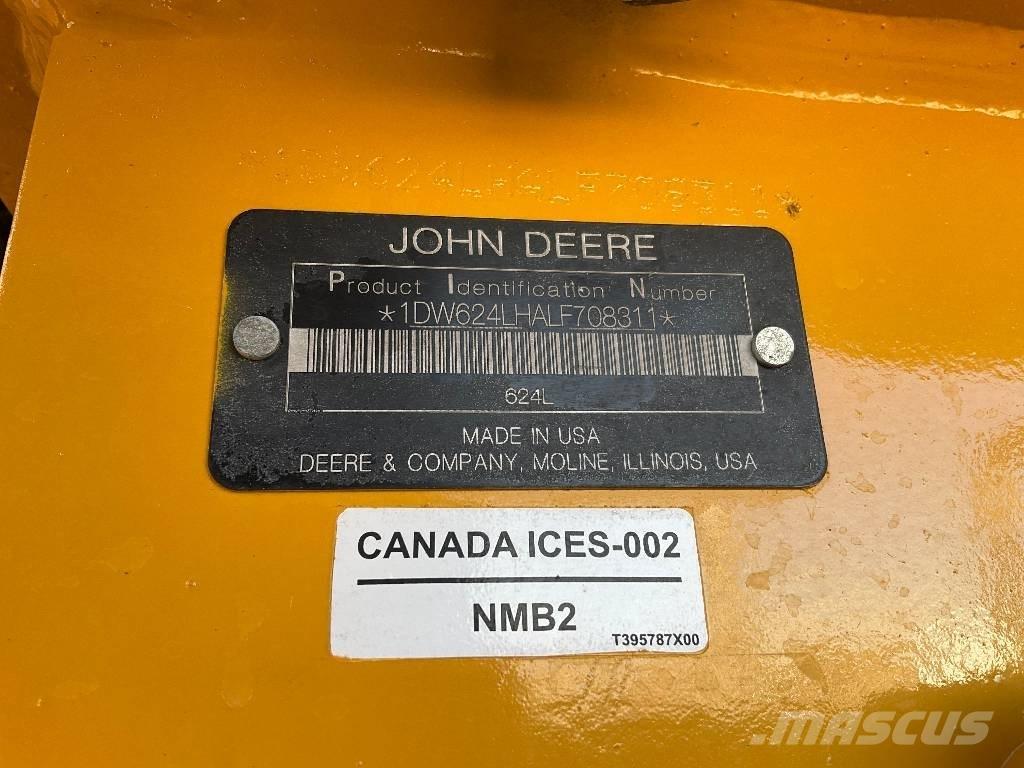 JOHN DEERE
Product Identification Number
*1DW624LHALF708311*
624L
MADE IN USA
DEERE & COMPANY, MOLINE, ILLINOIS, USA
CANADA ICES-002
NMB2
T395787X00
MASCUS